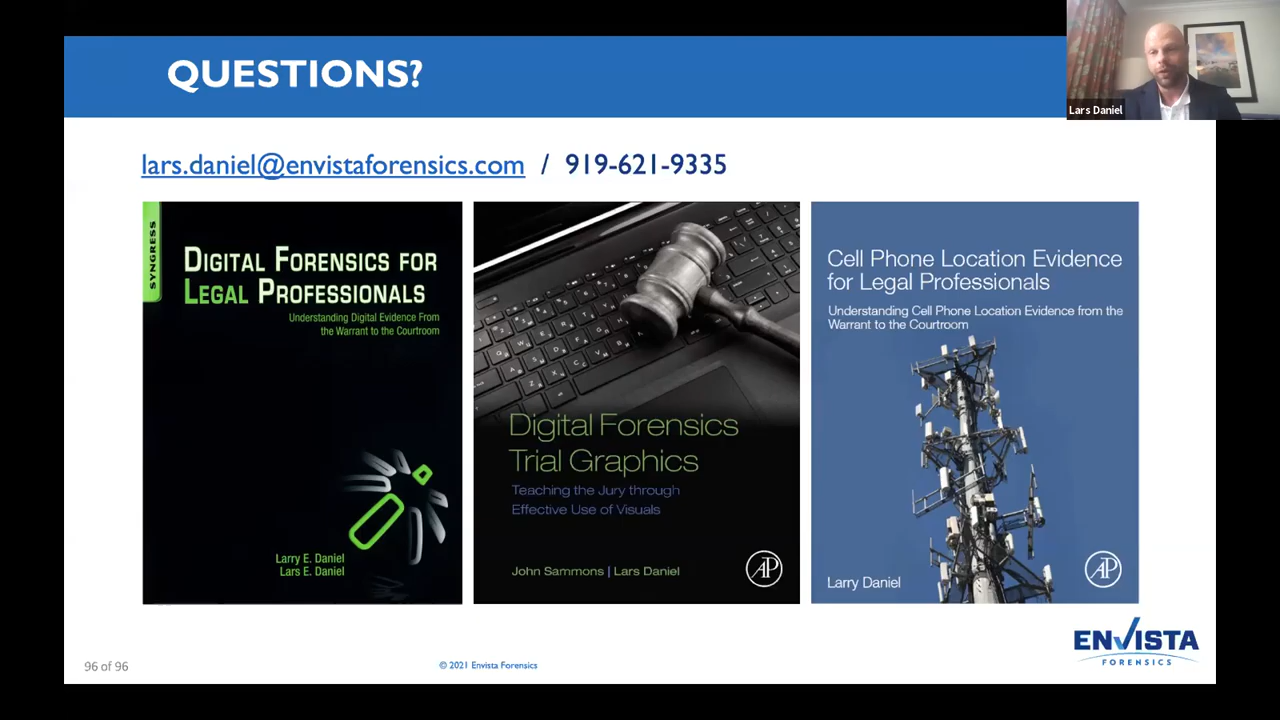 QUESTIONS?
Lars Daniel
lars.daniel@envistaforensics.com / 919-621-9335
SYNGRESS
DIGITAL FORENSICS FOR
LEGAL PROFESSIONALS
Understanding Digital Evidence From
the Warrant to the Courtroom
Larry E. Daniel
Lars E. Daniel
Digital Forensics
Trial Graphics
Teaching the Jury through
Effective Use of Visuals
John Sammons | Lars Daniel
AP
Cell Phone Location Evidence
for Legal Professionals
Understanding Cell Phone Location Evidence from the
Warrant to the Courtroom
Larry Daniel
AP
ENVISTA
FORENSICS
96 of 96
© 2021 Envista Forensics